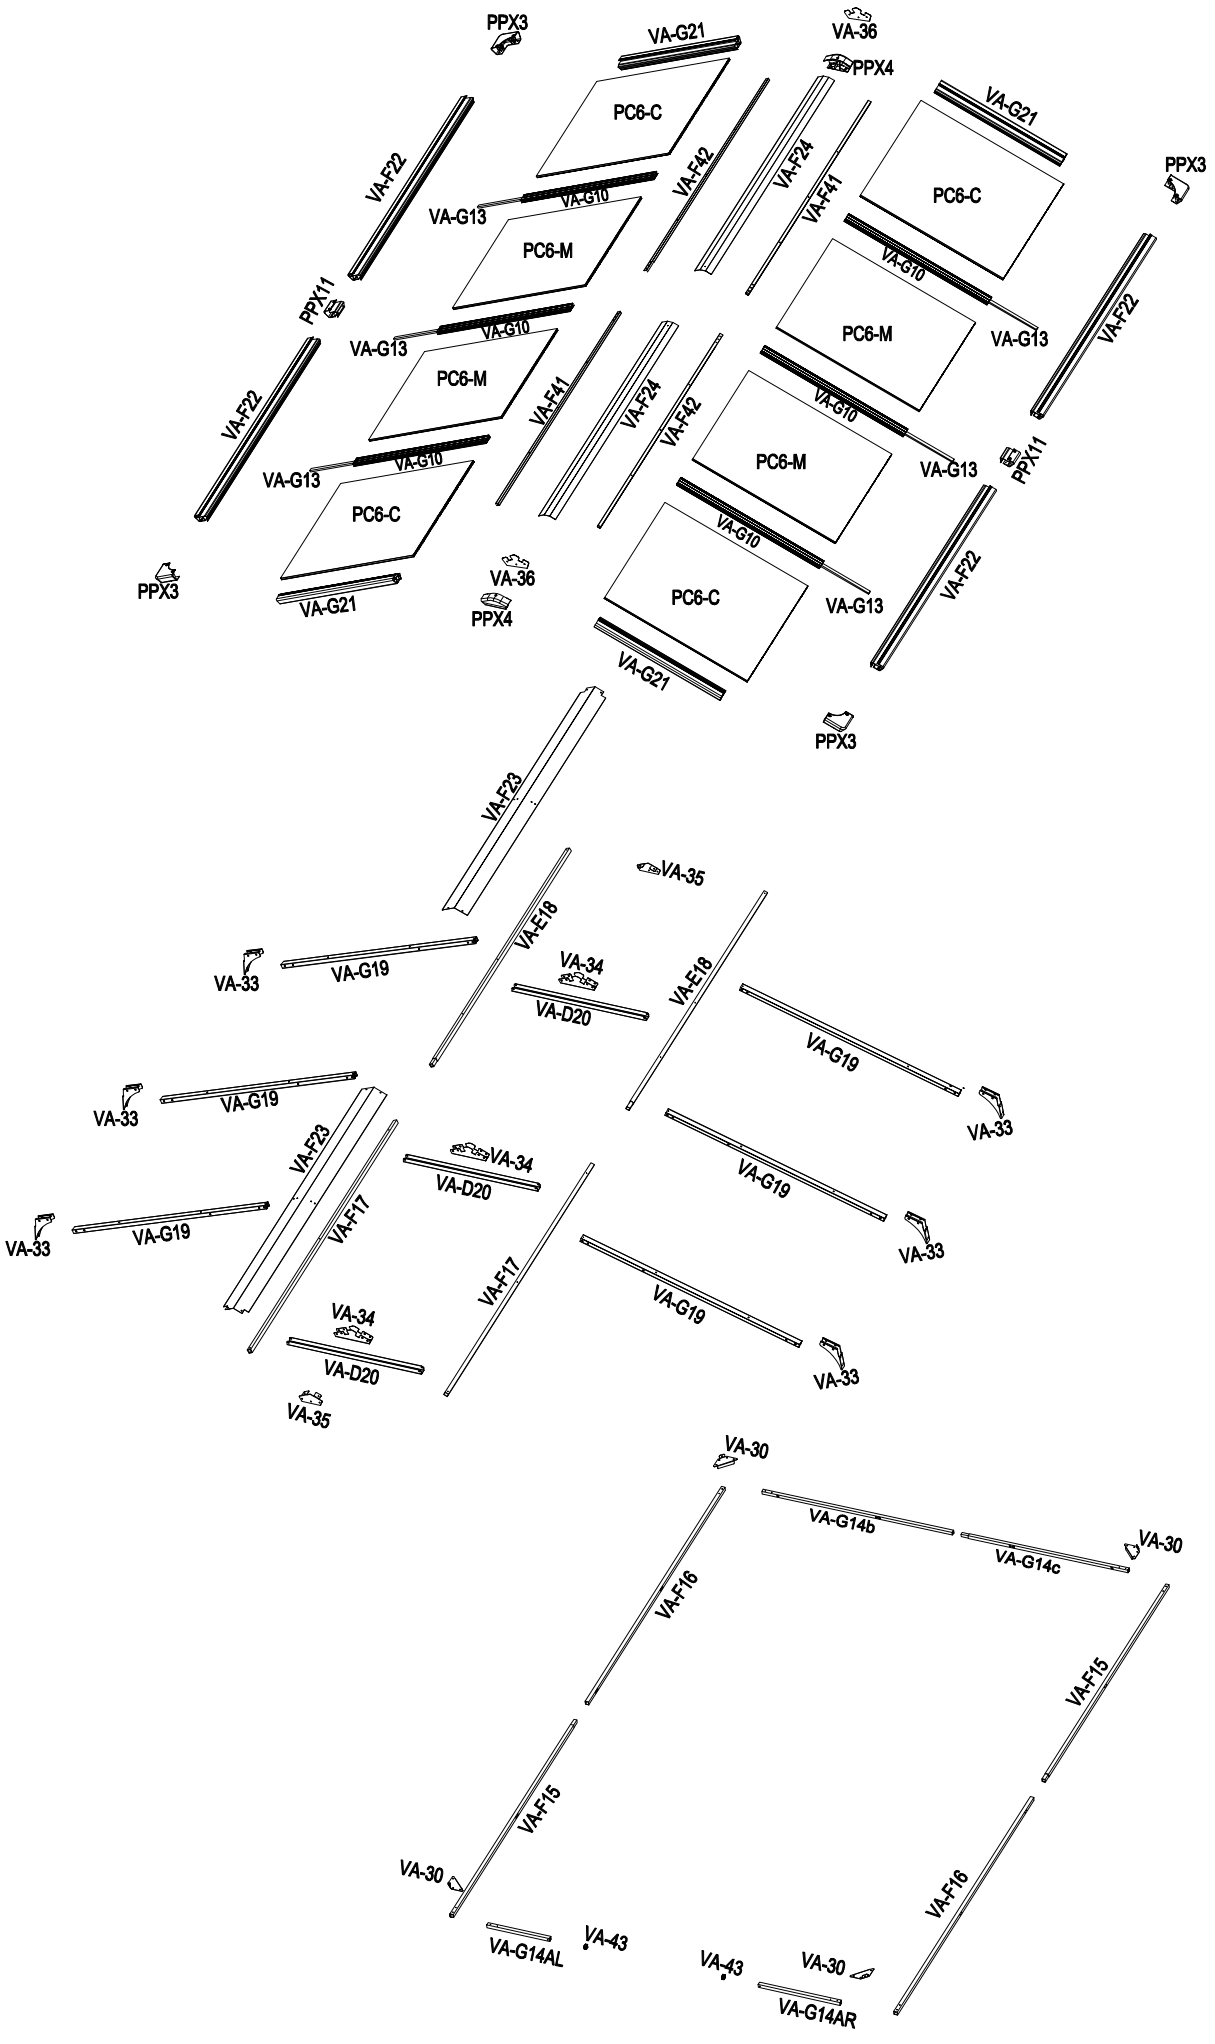 PPX3
VA-G21
VA-36
PPX4
PC6-C
VA-G21
VA-F22
VA-F42
VA-F24
VA-F41
PC6-C
PPX3
VA-G13
VA-G10
PC6-M
VA-G10
VA-G13
VA-F22
PPX11
VA-G13
VA-G10
PC6-M
PC6-M
VA-F22
VA-F41
VA-F24
VA-F42
VA-G10
VA-G13
PPX11
VA-G13
VA-G10
PC6-M
PC6-C
VA-G10
VA-G13
VA-F22
PPX3
VA-G21
VA-36
PPX4
PC6-C
VA-G21
PPX3
VA-F23
VA-35
VA-E18
VA-33
VA-G19
VA-34
VA-D20
VA-E18
VA-G19
VA-33
VA-33
VA-G19
VA-F23
VA-34
VA-D20
VA-G19
VA-33
VA-33
VA-G19
VA-F17
VA-F17
VA-G19
VA-33
VA-34
VA-D20
VA-35
VA-30
VA-G14b
VA-G14c
VA-30
VA-F16
VA-F15
VA-F15
VA-30
VA-F16
VA-G14AL
VA-43
VA-43
VA-30
VA-G14AR